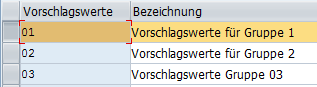 Vorschlagswerte Bezeichnung
01 Vorschlagswerte für Gruppe 1
02 Vorschlagswerte für Gruppe 2
03 Vorschlagswerte Gruppe 03